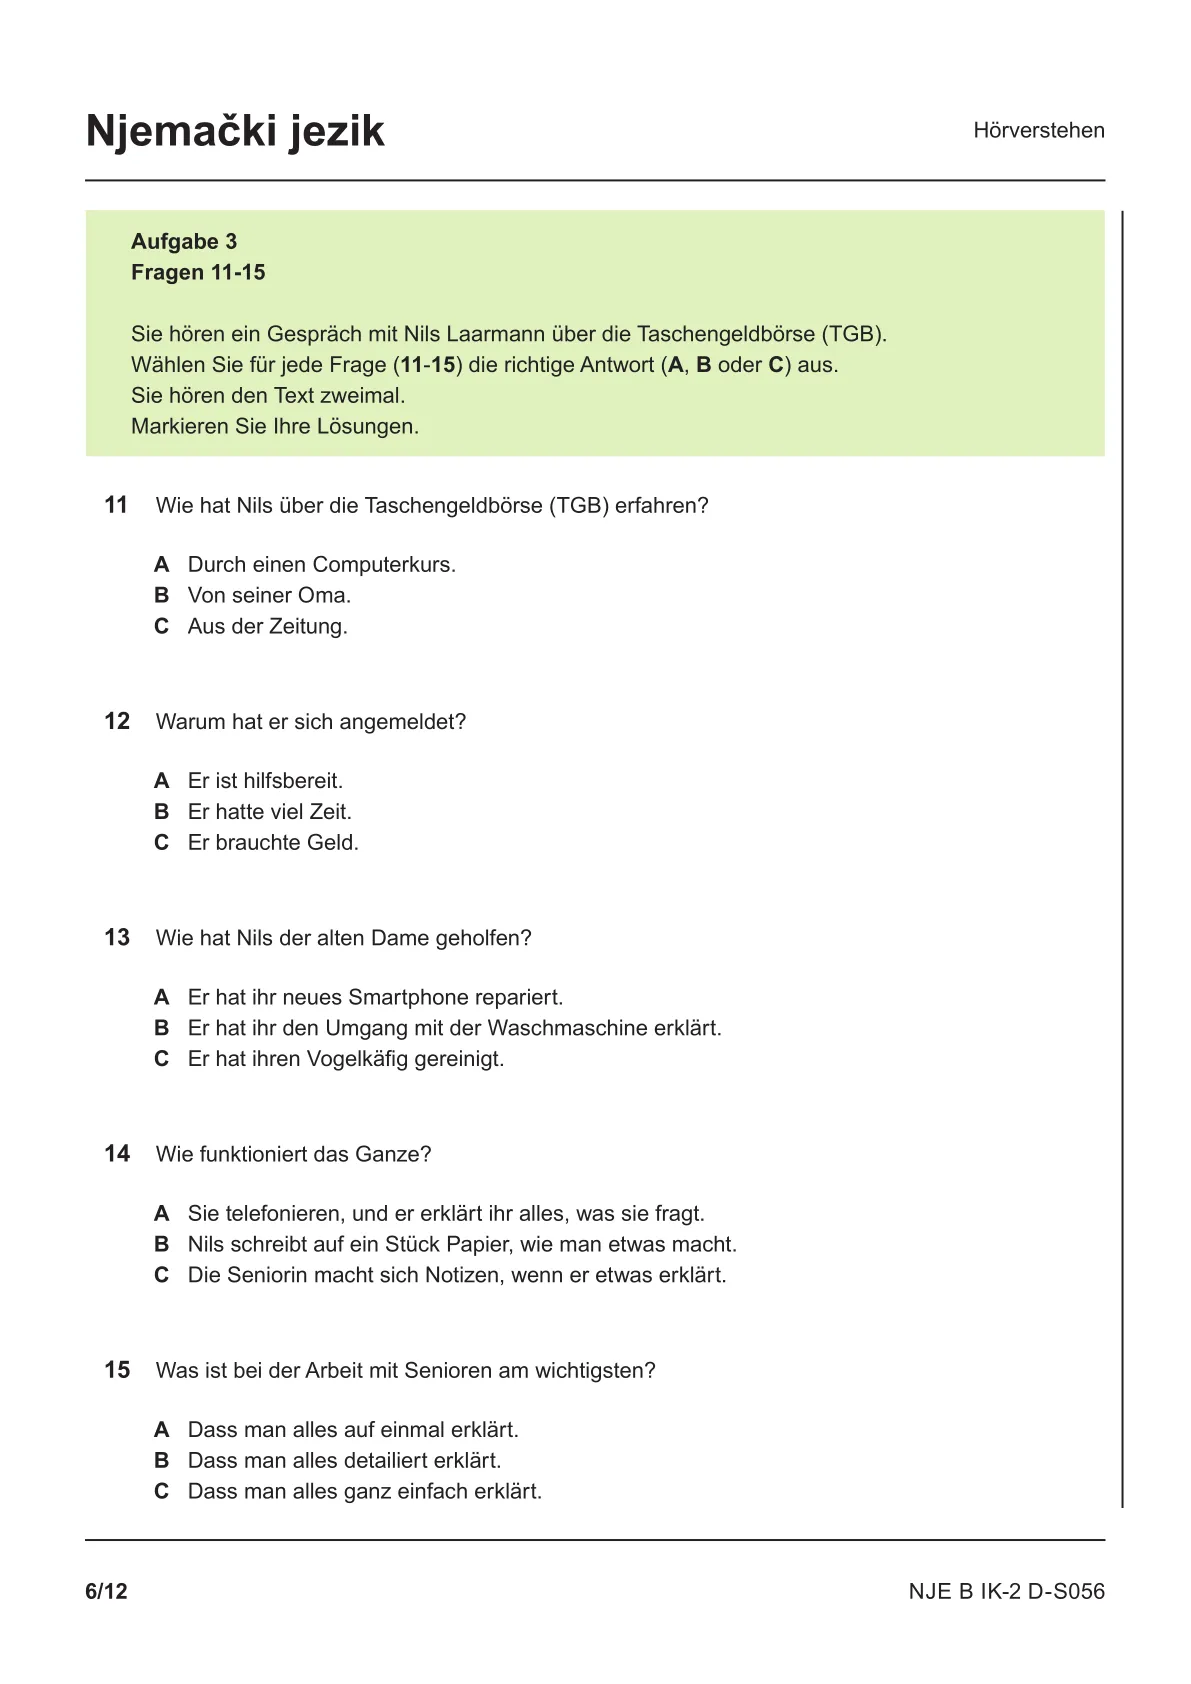 Njemački jezik
Hörverstehen
Aufgabe 3
Fragen 11-15
Sie hören ein Gespräch mit Nils Laarmann über die Taschengeldbörse (TGB).
Wählen Sie für jede Frage (11-15) die richtige Antwort (A, B oder C) aus.
Sie hören den Text zweimal.
Markieren Sie Ihre Lösungen.
11 Wie hat Nils über die Taschengeldbörse (TGB) erfahren?
A Durch einen Computerkurs.
B Von seiner Oma.
C Aus der Zeitung.
12 Warum hat er sich angemeldet?
A Er ist hilfsbereit.
B Er hatte viel Zeit.
C Er brauchte Geld.
13 Wie hat Nils der alten Dame geholfen?
A Er hat ihr neues Smartphone repariert.
B Er hat ihr den Umgang mit der Waschmaschine erklärt.
C Er hat ihren Vogelkäfig gereinigt.
14 Wie funktioniert das Ganze?
A Sie telefonieren, und er erklärt ihr alles, was sie fragt.
B Nils schreibt auf ein Stück Papier, wie man etwas macht.
C Die Seniorin macht sich Notizen, wenn er etwas erklärt.
15 Was ist bei der Arbeit mit Senioren am wichtigsten?
A Dass man alles auf einmal erklärt.
B Dass man alles detailiert erklärt.
C Dass man alles ganz einfach erklärt.
6/12
NJE B IK-2 D-S056